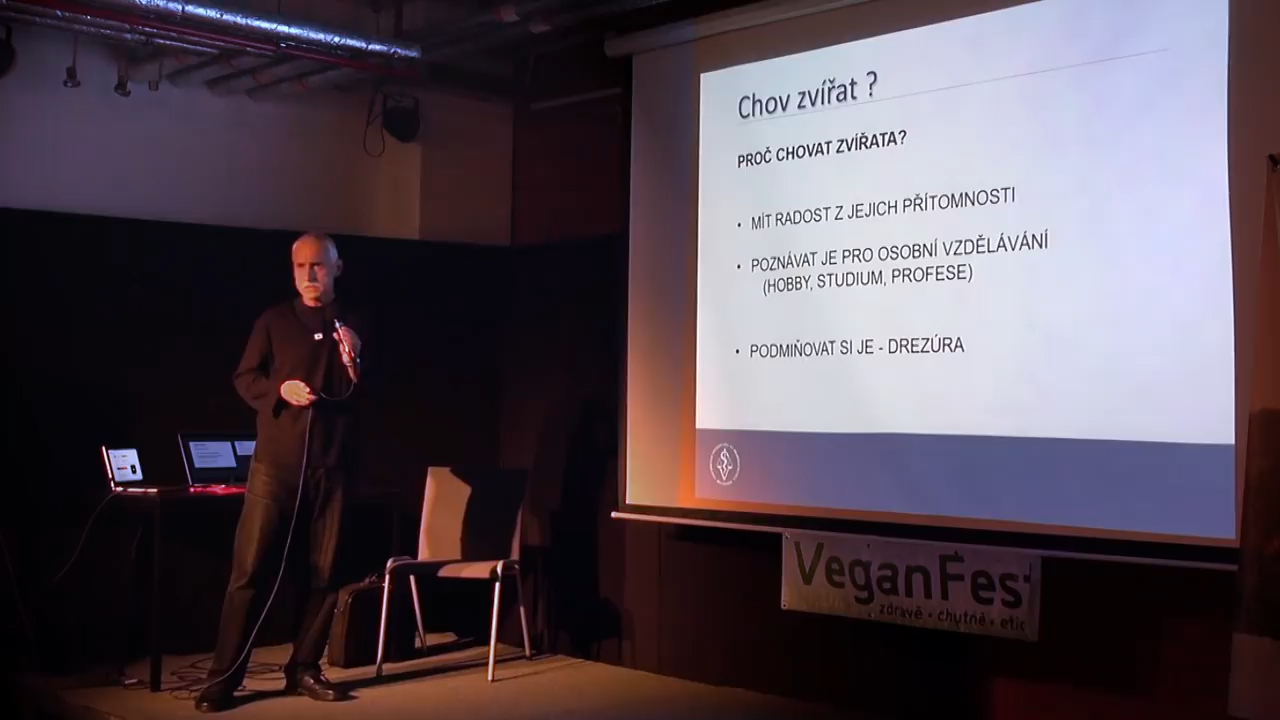 Chov zvířat ?
PROČ CHOVAT ZVÍŘATA?
• MÍT RADOST Z JEJICH PŘÍTOMNOSTI
• POZNÁVAT JE PRO OSOBNÍ VZDĚLÁVÁNÍ
(HOBBY, STUDIUM, PROFESE)
• PODMIŇOVAT SI JE - DREZÚRA
VeganFest
zdravě • chutně • etic